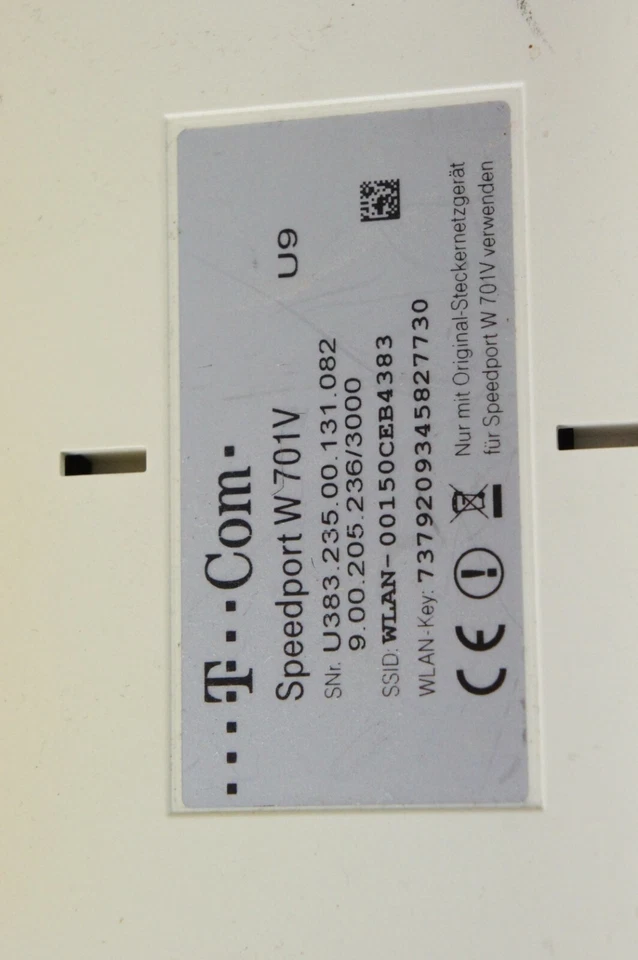 ···T··Com·
Speedport W 701V U9
SNr. U383.235.00.131.082
9.00.205.236/3000
SSID: WLAN-00150CEB4383
WLAN-Key: 7379209345827730
CE
Nur mit Original-Steckernetzgerät
für Speedport W 701V verwenden